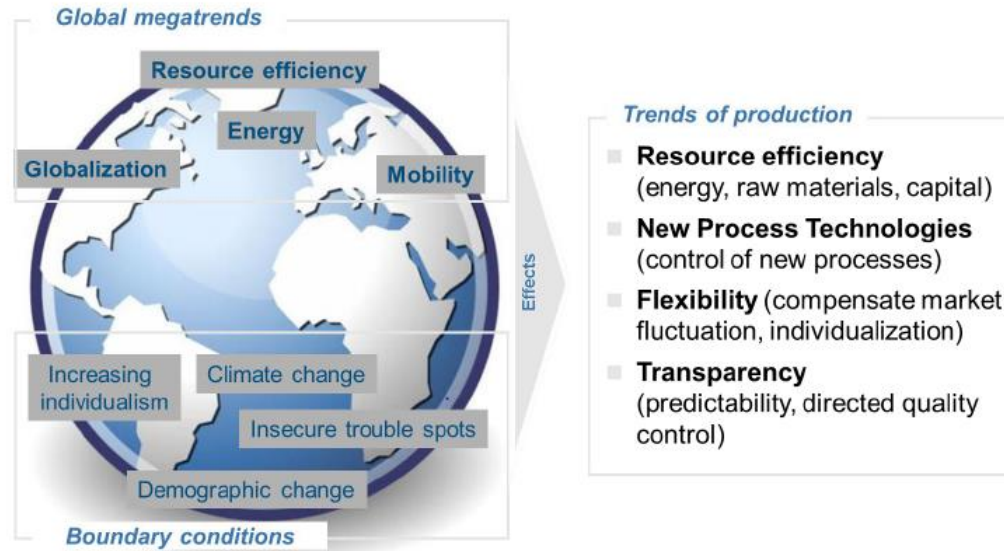 Global megatrends
Resource efficiency
Energy
Globalization
Mobility
Increasing
individualism
Climate change
Insecure trouble spots
Demographic change
Boundary conditions
Effects
Trends of production
Resource efficiency
(energy, raw materials, capital)
New Process Technologies
(control of new processes)
Flexibility (compensate market
fluctuation, individualization)
Transparency
(predictability, directed quality
control)